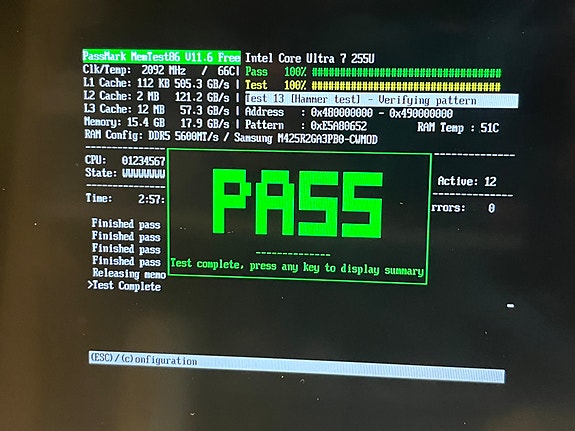 PassMark MemTest86 V11.6 Free Intel Core Ultra 7 255U
Clk/Temp: 2092 MHz / 66C| Pass 100% ##############################
L1 Cache: 112 KB 505.3 GB/s | Test 100% ##############################
L2 Cache: 2 MB 121.2 GB/s | Test 13 [Hammer test] - Verifying pattern
L3 Cache: 12 MB 57.3 GB/s | Address : 0x480000000 - 0x490000000
Memory: 15.4 GB 17.9 GB/s | Pattern : 0xE5A80652 RAM Temp : 51C
RAM Config: DDR5 5600MT/s / Samsung M425R2GA3PB0-CWMOD
CPU: 01234567
State: WWWWWWWW Active: 12
Time: 2:57: rrors: 0
PASS
Finished pass
Finished pass
Finished pass
Finished pass
Test complete, press any key to display summary
Releasing memo
>Test Complete
(ESC)/(c)onfiguration